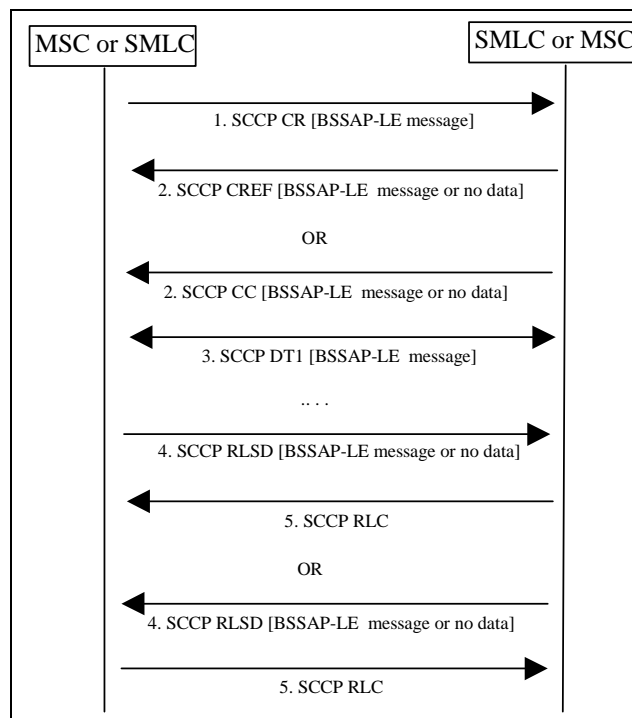 MSC or SMLC
SMLC or MSC
1. SCCP CR [BSSAP-LE message]
2. SCCP CREF [BSSAP-LE message or no data]
OR
2. SCCP CC [BSSAP-LE message or no data]
3. SCCP DT1 [BSSAP-LE message]
.. . .
4. SCCP RLSD [BSSAP-LE message or no data]
5. SCCP RLC
OR
4. SCCP RLSD [BSSAP-LE message or no data]
5. SCCP RLC